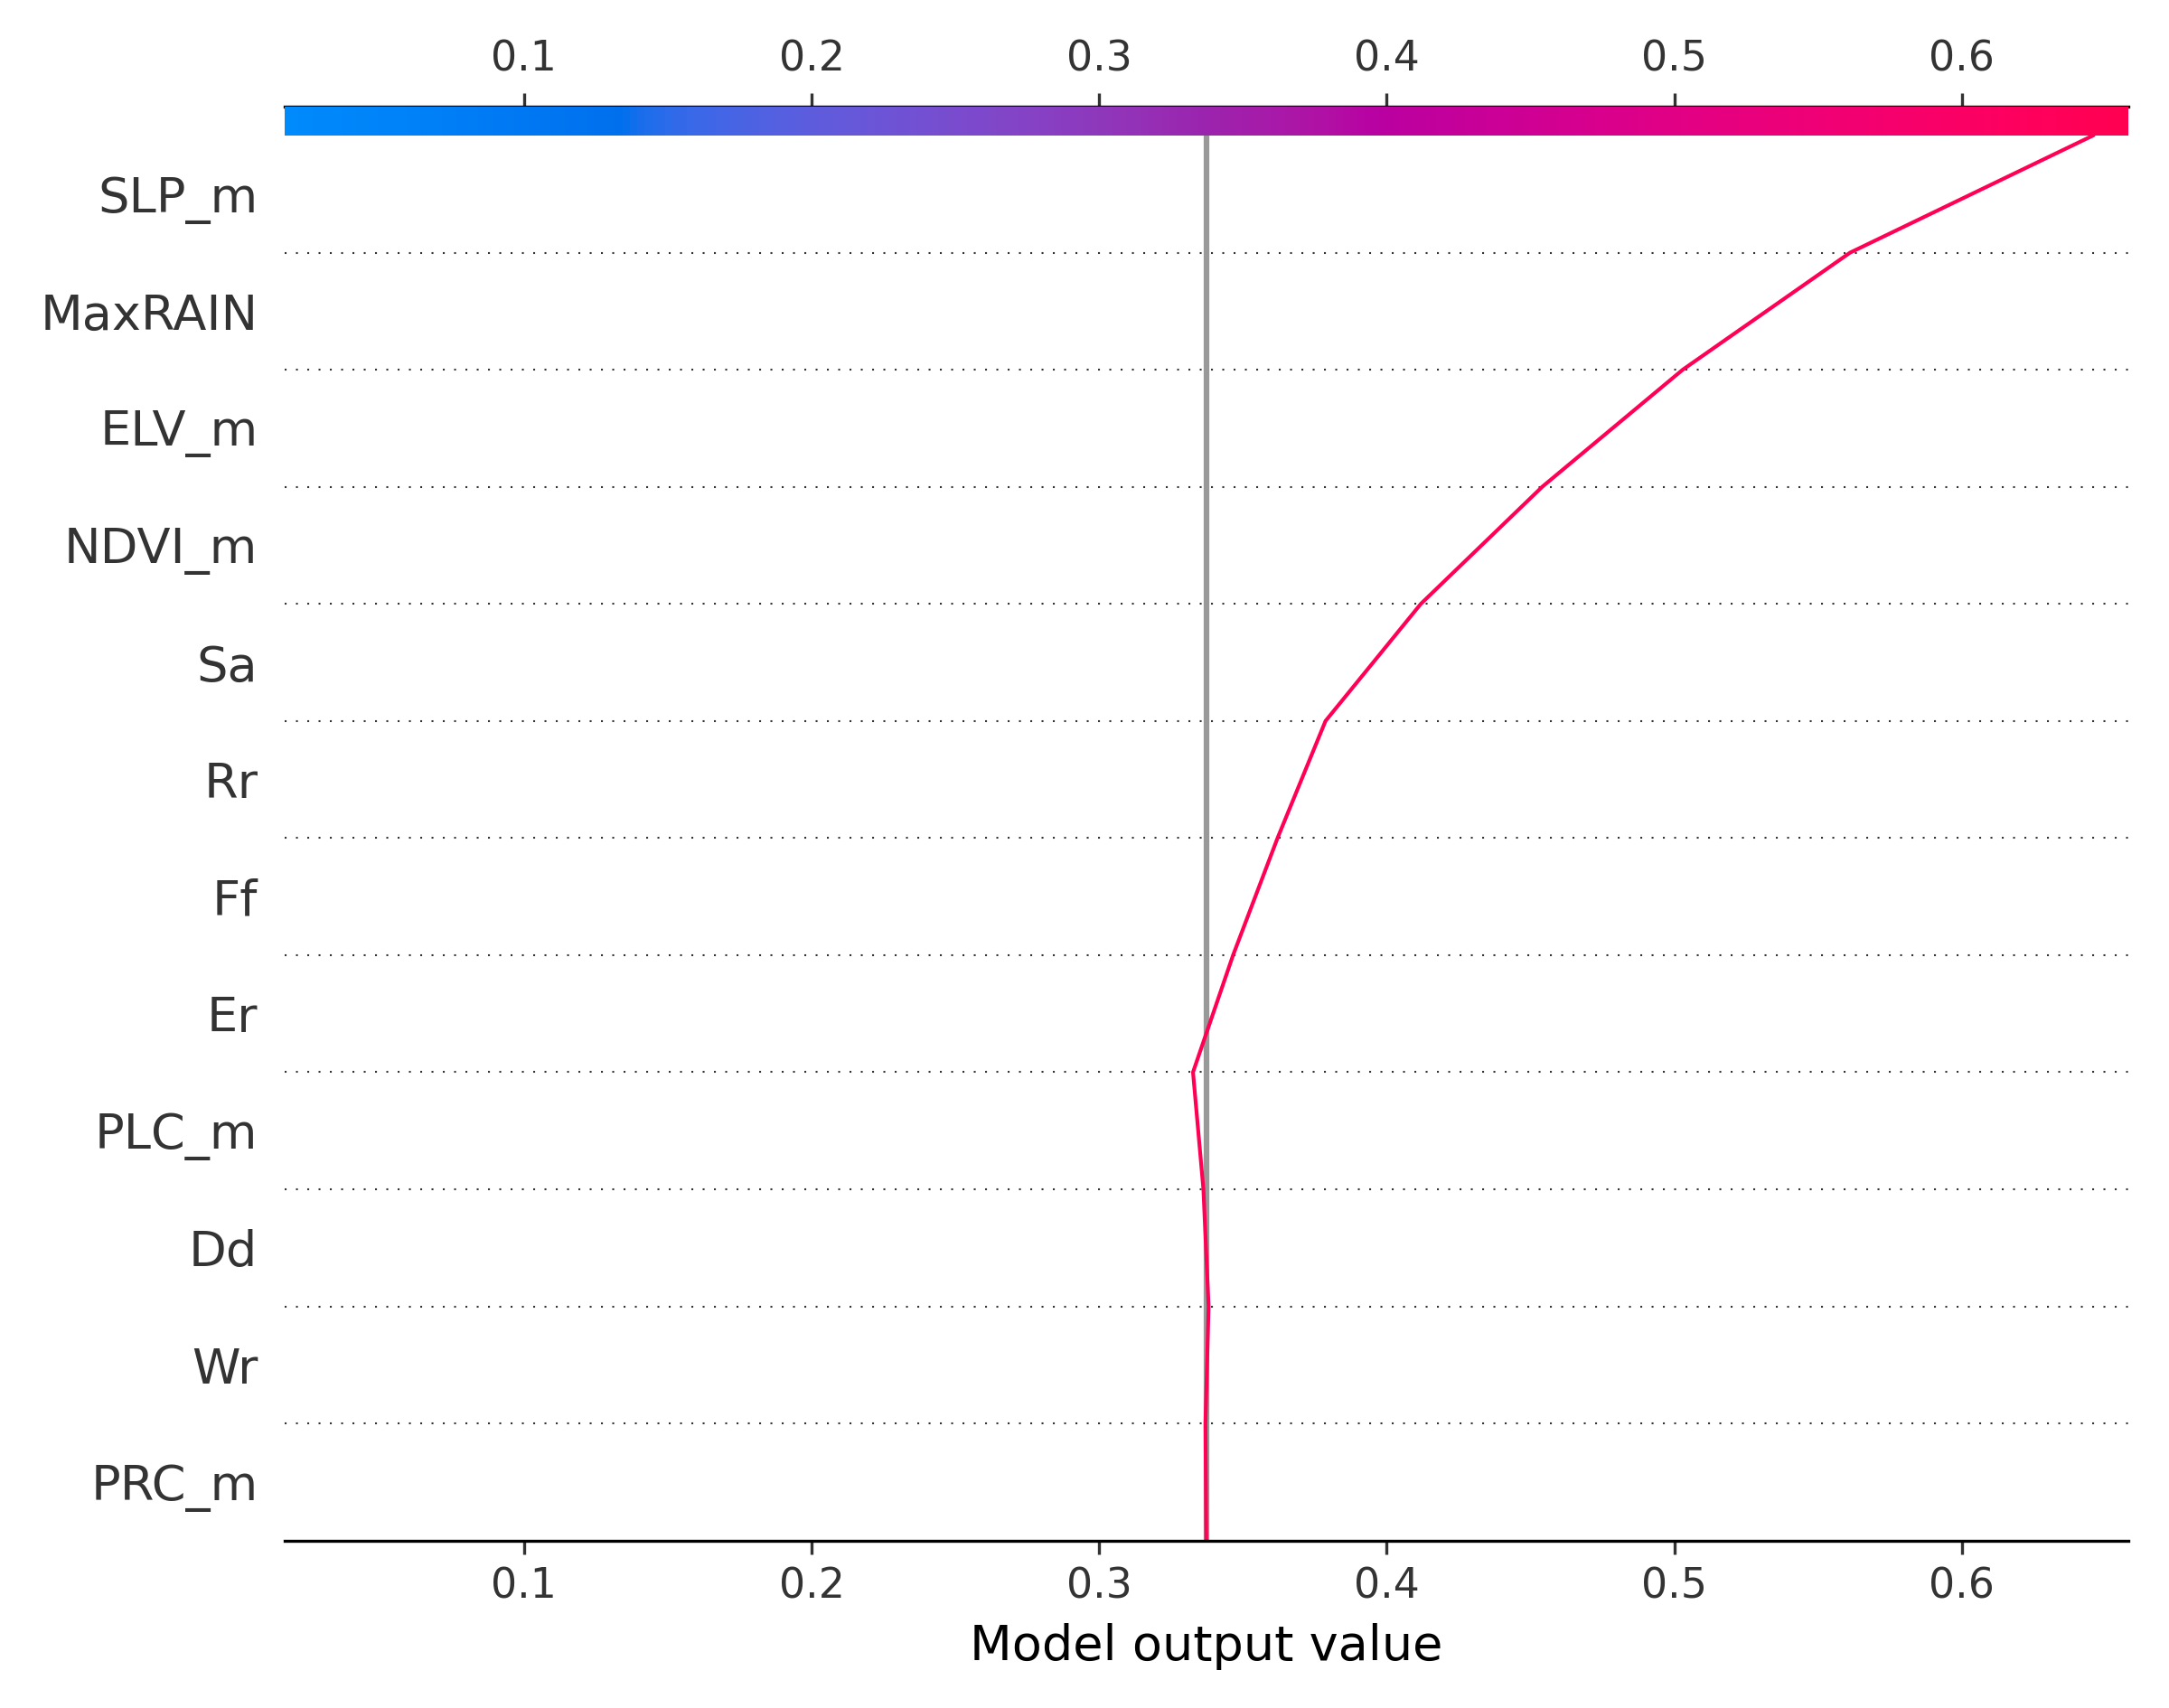 0.1 0.2 0.3 0.4 0.5 0.6
SLP_m
MaxRAIN
ELV_m
NDVI_m
Sa
Rr
Ff
Er
PLC_m
Dd
Wr
PRC_m
0.1 0.2 0.3 0.4 0.5 0.6
Model output value